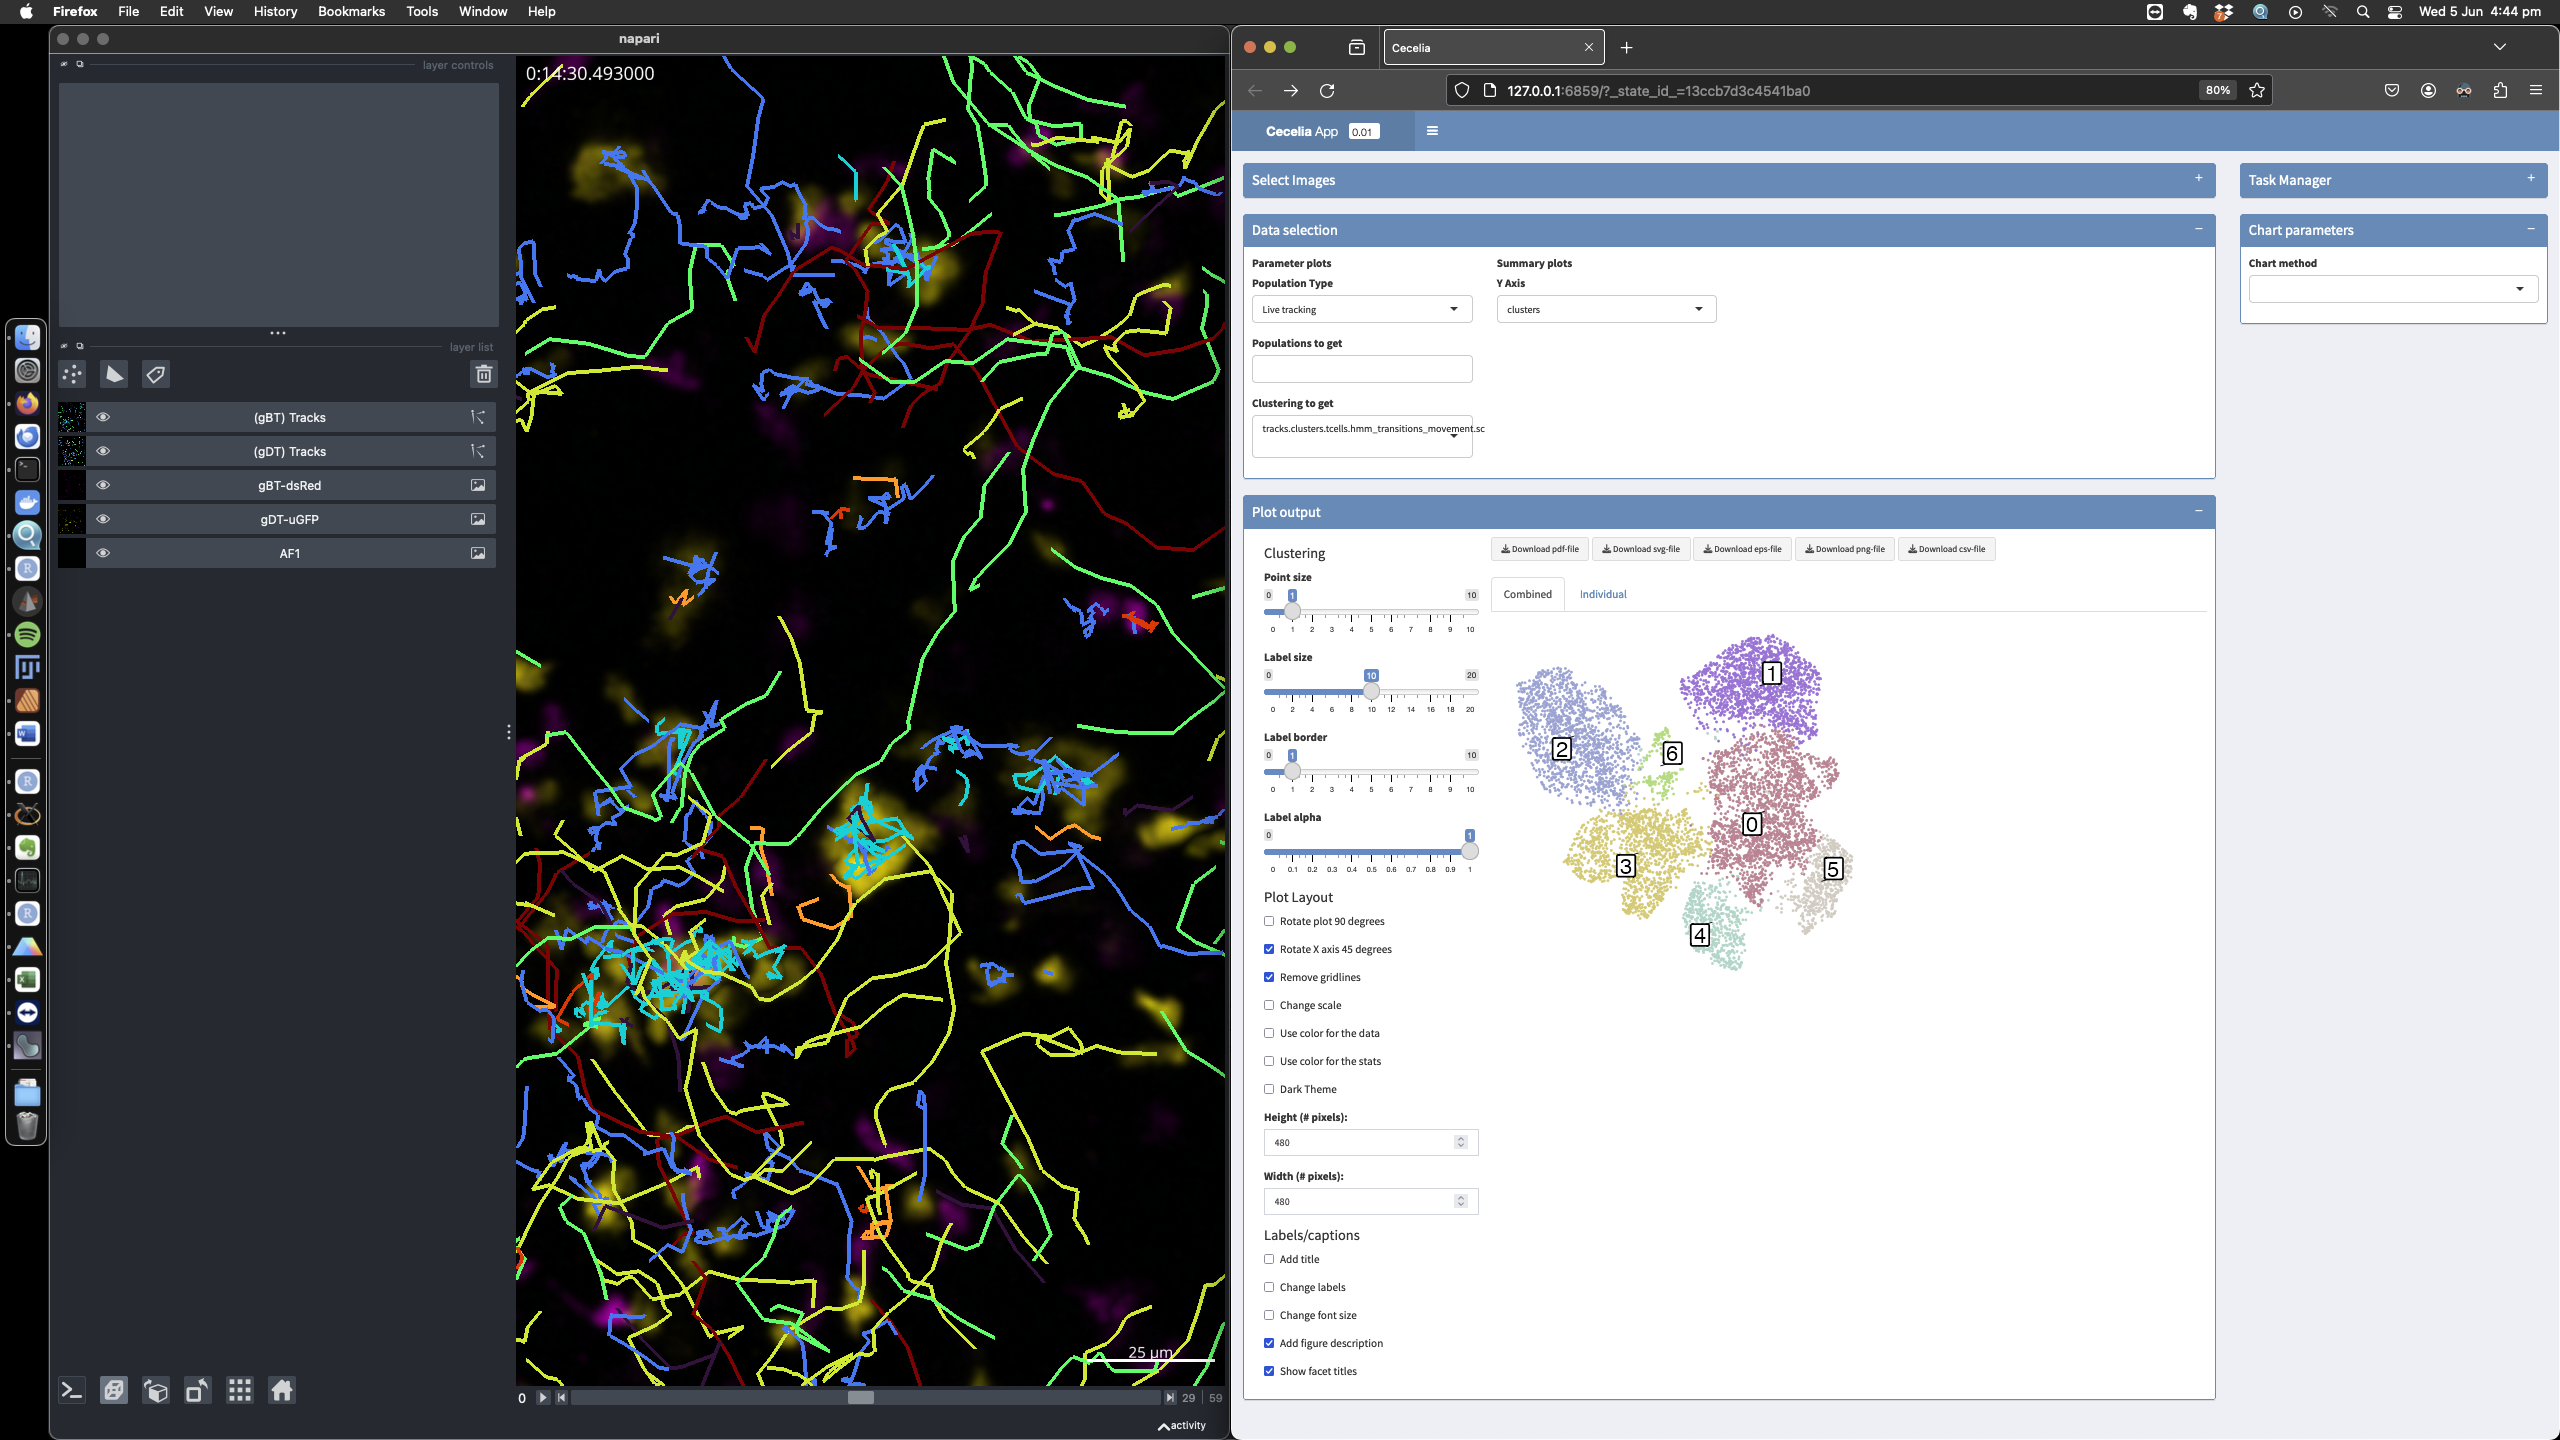 Firefox File Edit View History Bookmarks Tools Window Help
Wed 5 Jun 4:44 pm
napari
layer controls
layer list
(gBT) Tracks
(gDT) Tracks
gBT-dsRed
gDT-uGFP
AF1
0:14:30.493000
25 µm
0
29 | 59
activity
Cecelia
127.0.0.1:6859/?_state_id_=13ccb7d3c4541ba0
80%
Cecelia App 0.01
Select Images
Task Manager
Data selection
Chart parameters
Parameter plots
Summary plots
Chart method
Population Type
Y Axis
Live tracking
clusters
Populations to get
Clustering to get
tracks.clusters.tcells.hmm_transitions_movement.sc
Plot output
Clustering
Download pdf-file
Download svg-file
Download eps-file
Download png-file
Download csv-file
Combined
Individual
Point size
0 1 10
0 1 2 3 4 5 6 7 8 9 10
Label size
0 10 20
0 2 4 6 8 10 12 14 16 18 20
Label border
0 1 10
0 1 2 3 4 5 6 7 8 9 10
Label alpha
0 1
0 0.1 0.2 0.3 0.4 0.5 0.6 0.7 0.8 0.9 1
1
2
6
0
3
5
4
Plot Layout
Rotate plot 90 degrees
Rotate X axis 45 degrees
Remove gridlines
Change scale
Use color for the data
Use color for the stats
Dark Theme
Height (# pixels):
480
Width (# pixels):
480
Labels/captions
Add title
Change labels
Change font size
Add figure description
Show facet titles